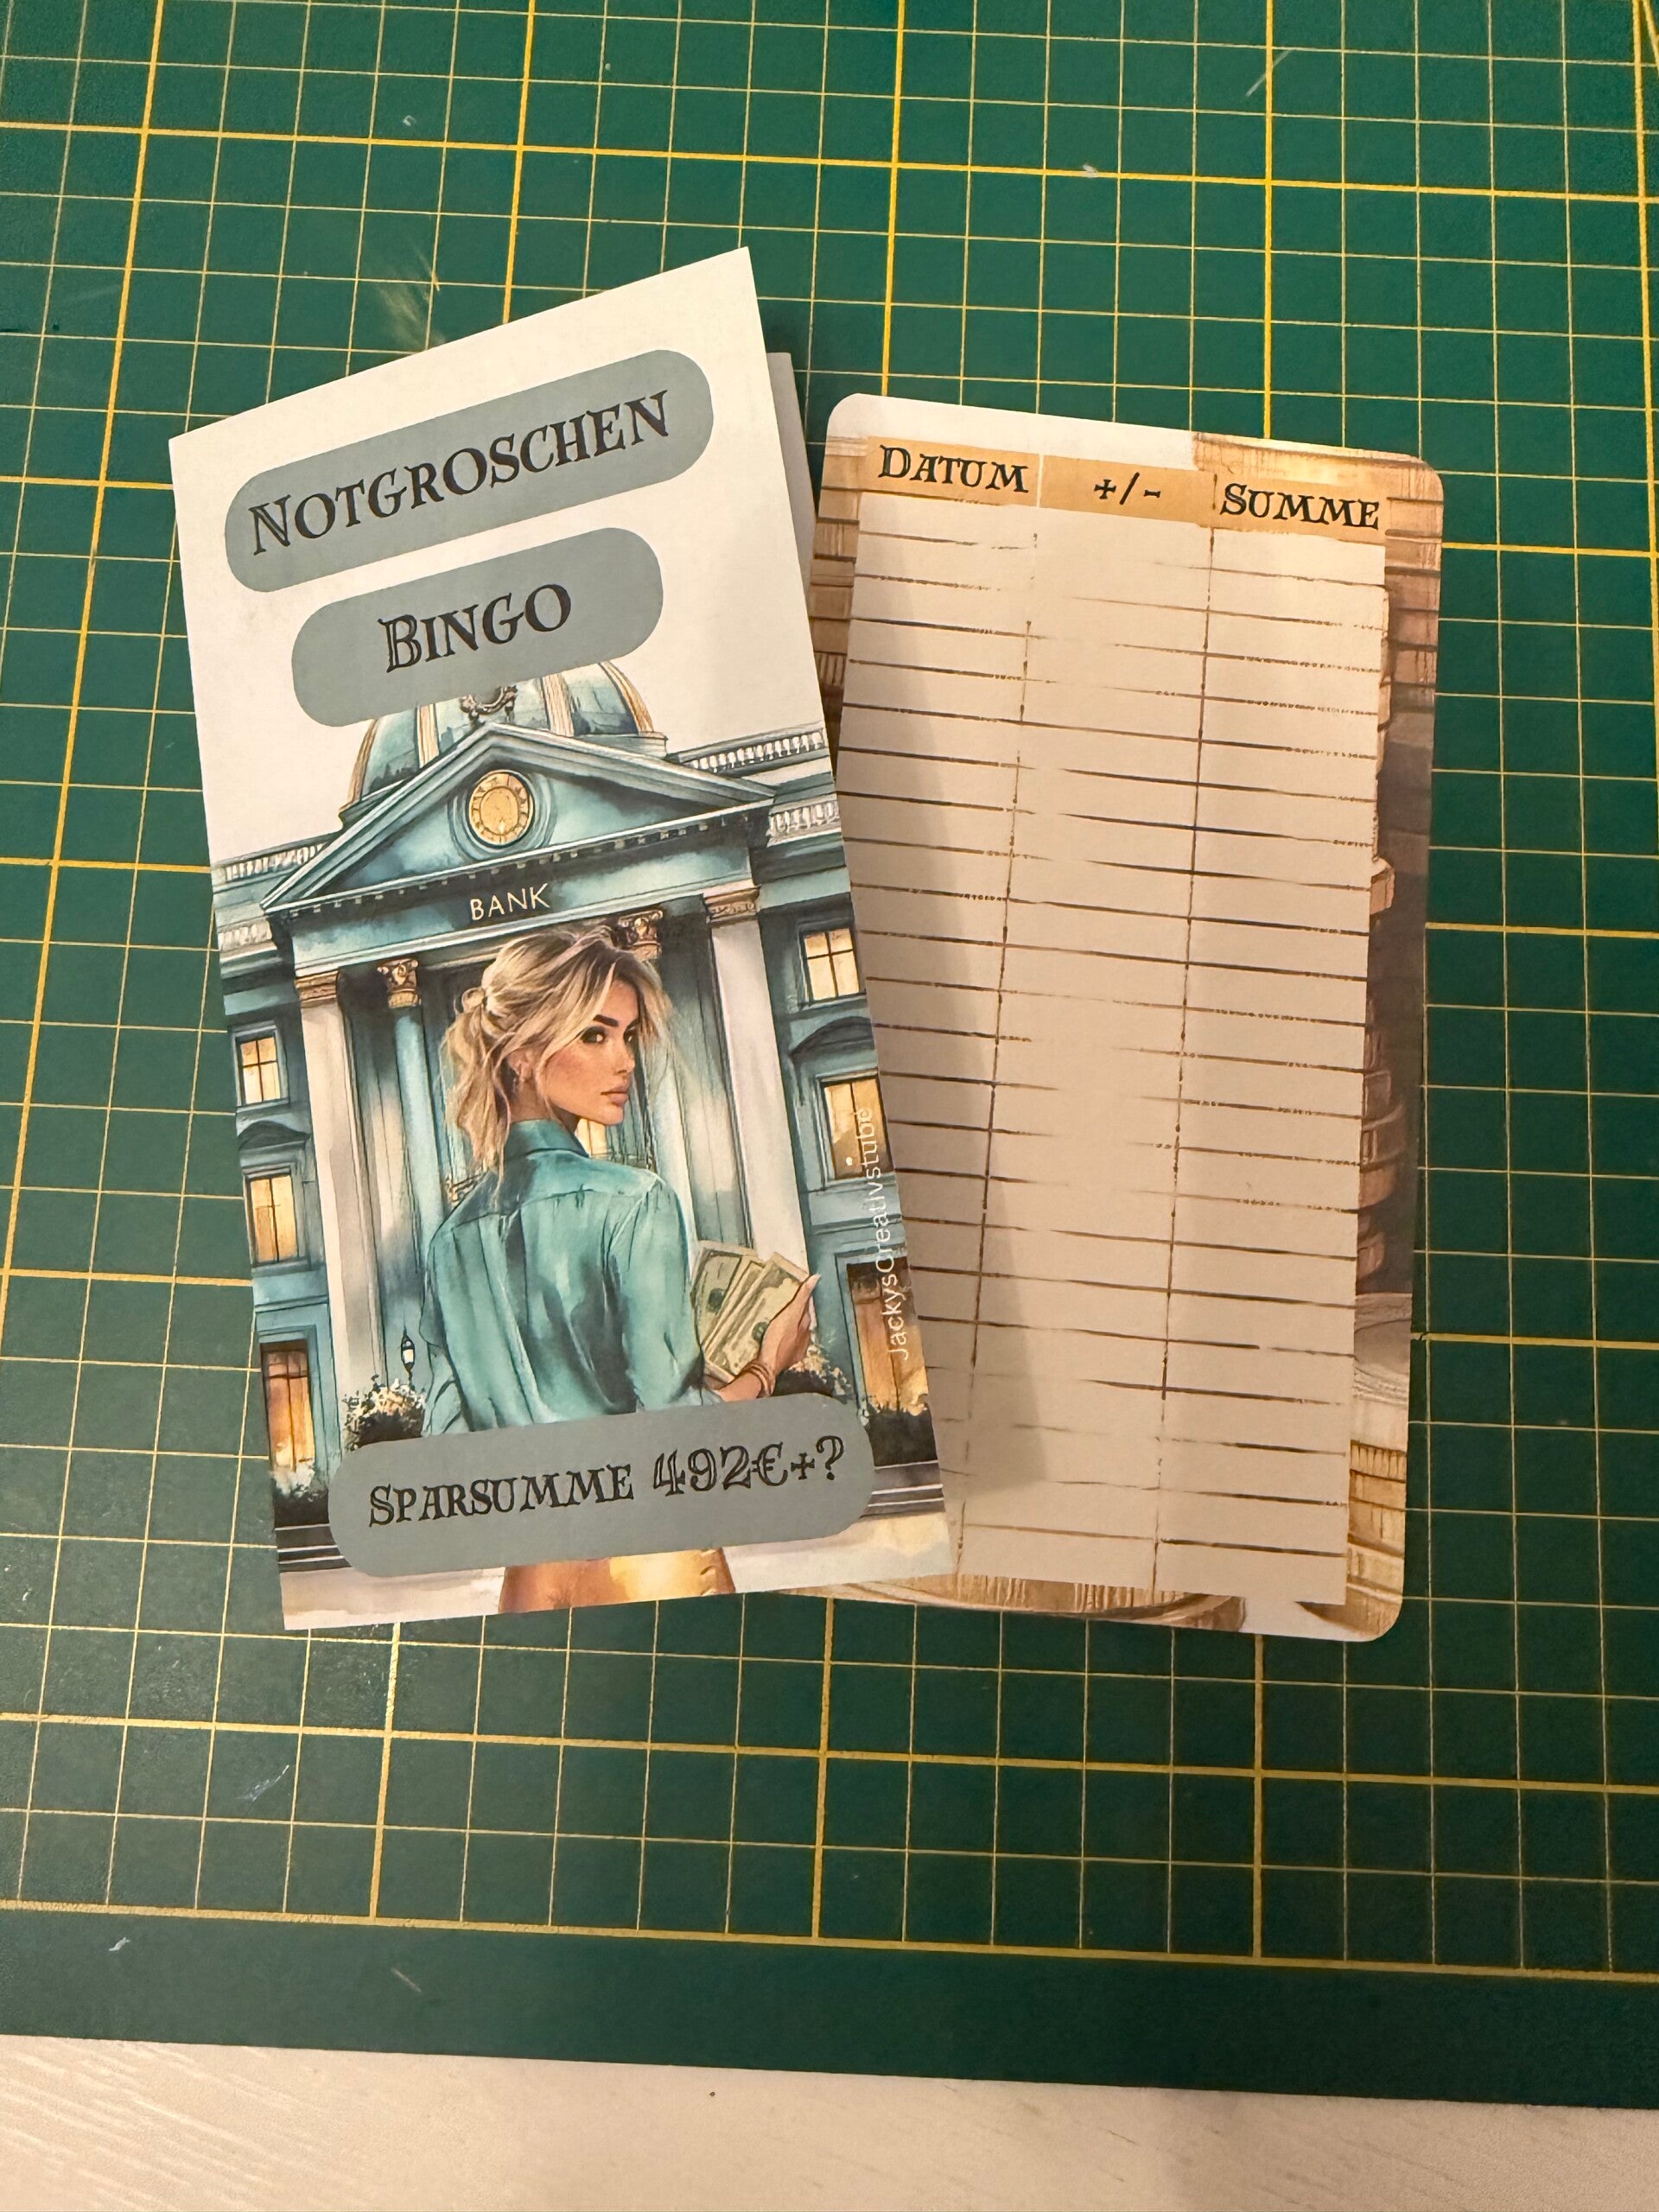 NOTGROSCHEN
BINGO
BANK
JackysCreativstube
SPARSUMME 492€+?
DATUM +/- SUMME